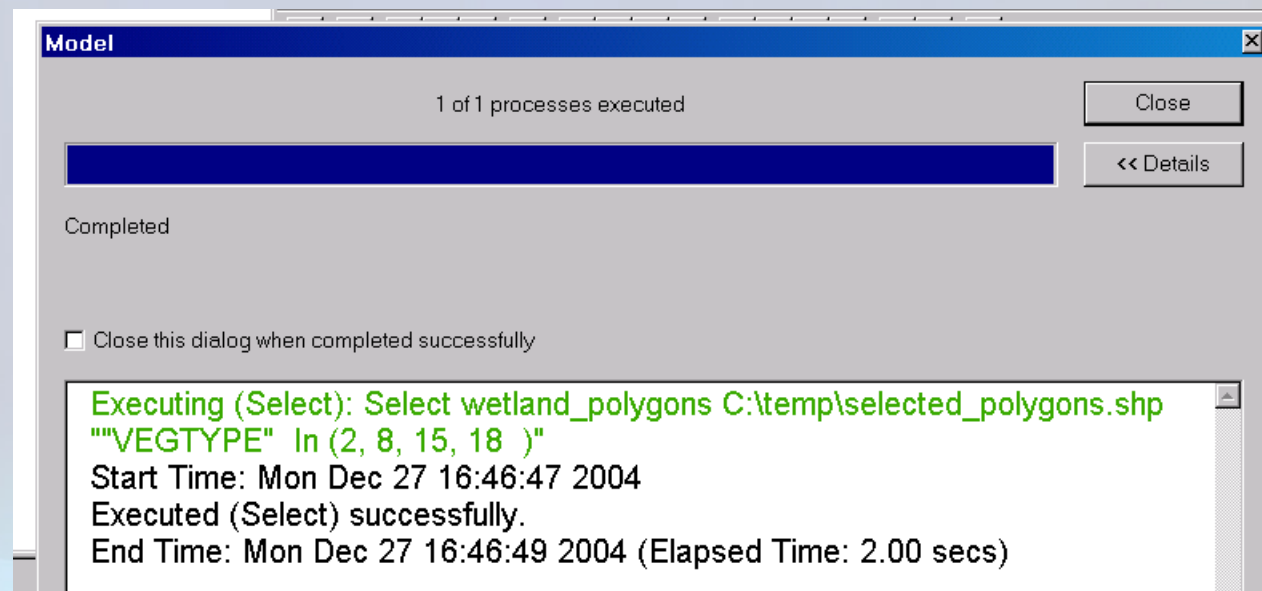 Model
1 of 1 processes executed
Close
<< Details
Completed
Close this dialog when completed successfully
Executing (Select): Select wetland_polygons C:\temp\selected_polygons.shp
""VEGTYPE"  In (2, 8, 15, 18  )"
Start Time: Mon Dec 27 16:46:47 2004
Executed (Select) successfully.
End Time: Mon Dec 27 16:46:49 2004 (Elapsed Time: 2.00 secs)